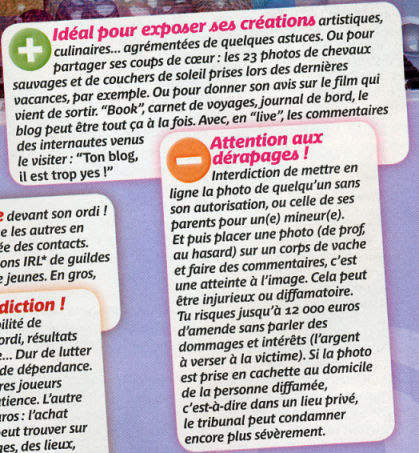 Idéal pour exposer ses créations artistiques,
culinaires... agrémentées de quelques astuces. Ou pour
partager ses coups de cœur : les 23 photos de chevaux
sauvages et de couchers de soleil prises lors des dernières
vacances, par exemple. Ou pour donner son avis sur le film qui
vient de sortir. "Book", carnet de voyages, journal de bord, le
blog peut être tout ça à la fois. Avec, en "live", les commentaires
des internautes venus
le visiter : "Ton blog,
il est trop yes !"
Attention aux
dérapages !
Interdiction de mettre en
ligne la photo de quelqu'un sans
son autorisation, ou celle de ses
parents pour un(e) mineur(e).
Et puis placer une photo (de prof,
au hasard) sur un corps de vache
et faire des commentaires, c'est
une atteinte à l'image. Cela peut
être injurieux ou diffamatoire.
Tu risques jusqu'à 12 000 euros
d'amende sans parler des
dommages et intérêts (l'argent
à verser à la victime). Si la photo
est prise en cachette au domicile
de la personne diffamée,
c'est-à-dire dans un lieu privé,
le tribunal peut condamner
encore plus sévèrement.
devant son ordi !
les autres en
des contacts.
IRL* de guildes
jeunes. En gros,
diction !
bilité de
ordi, résultats
... Dur de lutter
de dépendance.
res joueurs
tience. L'autre
ros : l'achat
eut trouver sur
ges, des lieux,